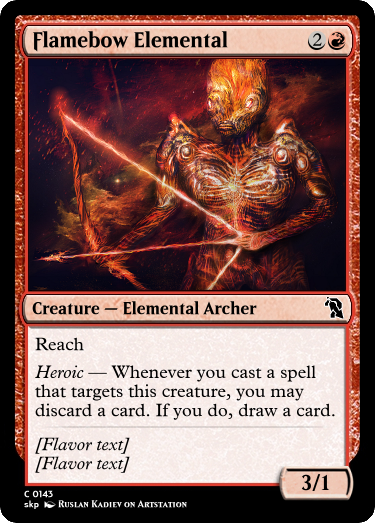 Flamebow Elemental 2
Creature — Elemental Archer
Reach
Heroic — Whenever you cast a spell
that targets this creature, you may
discard a card. If you do, draw a card.
[Flavor text]
[Flavor text]
3/1
C 0143
skp Ruslan Kadiev on Artstation